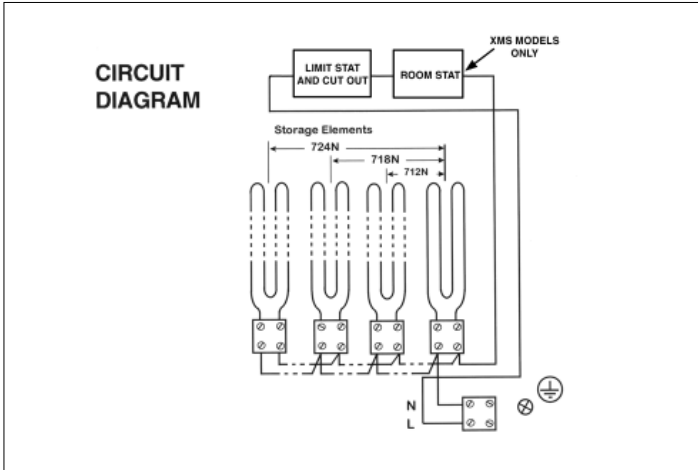 XMS MODELS
ONLY
CIRCUIT
DIAGRAM
LIMIT STAT
AND CUT OUT
ROOM STAT
Storage Elements
724N
718N
712N
N
L